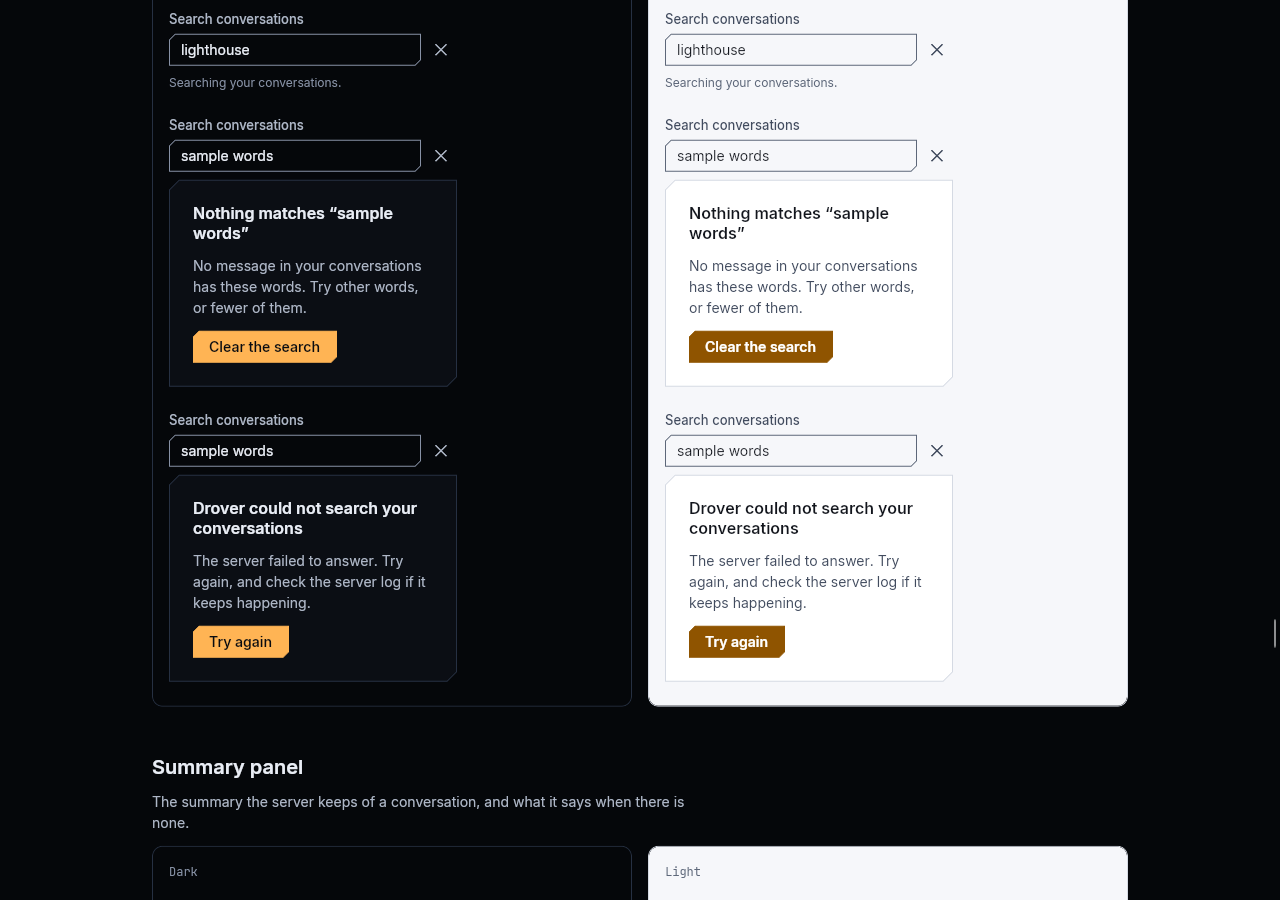 Search conversations
lighthouse
Searching your conversations.
Search conversations
sample words
Nothing matches “sample
words”
No message in your conversations
has these words. Try other words,
or fewer of them.
Clear the search
Search conversations
sample words
Drover could not search your
conversations
The server failed to answer. Try
again, and check the server log if it
keeps happening.
Try again
Search conversations
lighthouse
Searching your conversations.
Search conversations
sample words
Nothing matches “sample
words”
No message in your conversations
has these words. Try other words,
or fewer of them.
Clear the search
Search conversations
sample words
Drover could not search your
conversations
The server failed to answer. Try
again, and check the server log if it
keeps happening.
Try again
Summary panel
The summary the server keeps of a conversation, and what it says when there is
none.
Dark
Light